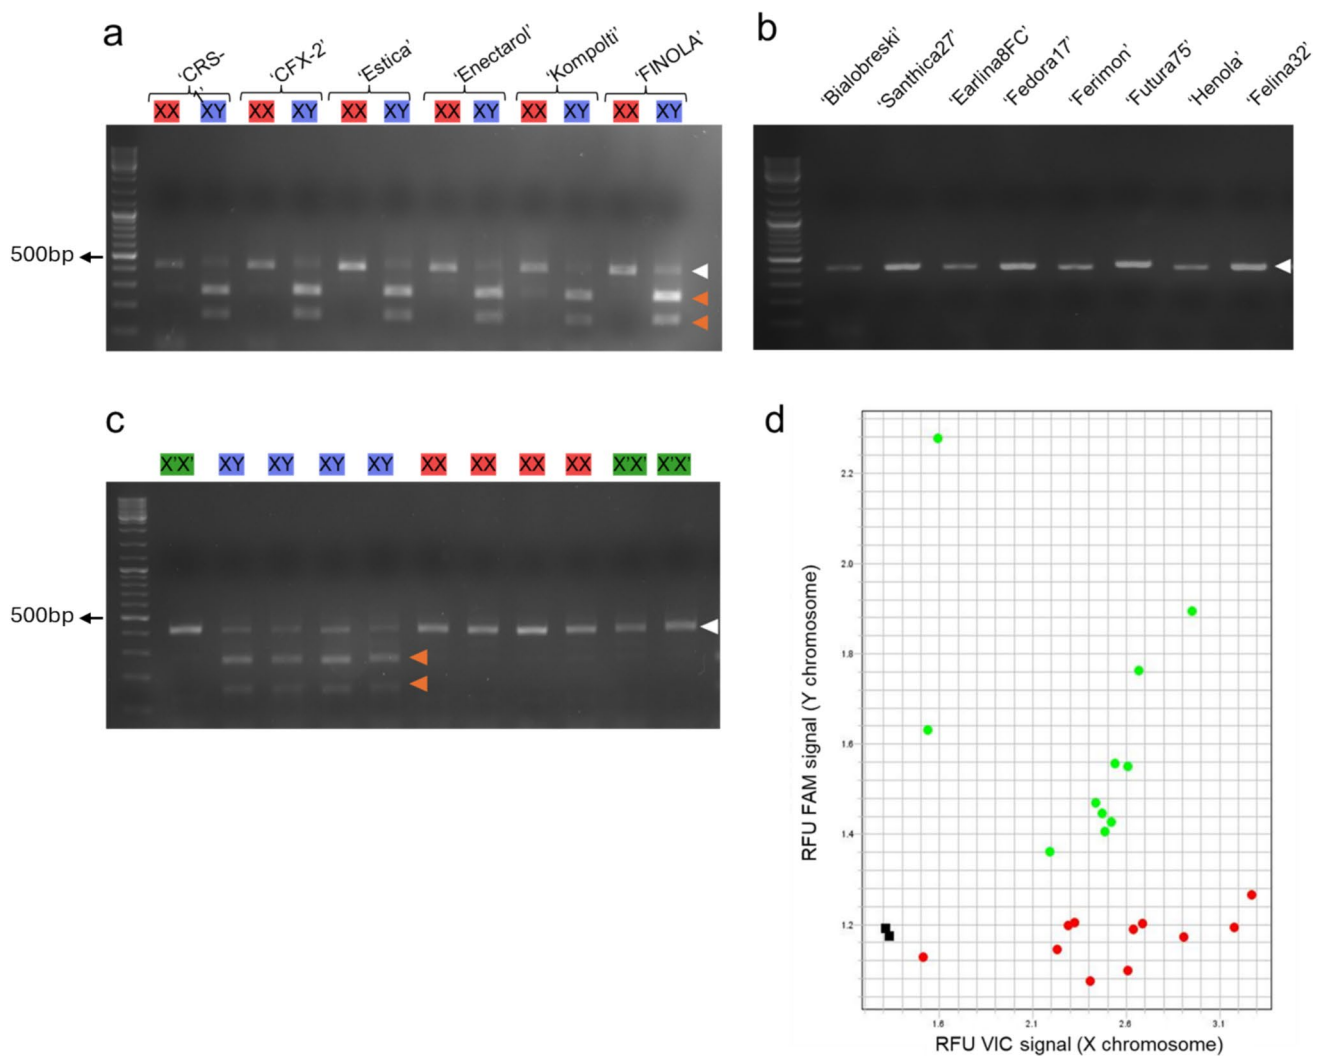 a
'CRS-
1'
'CFX-2'
'Estica'
'Enectarol'
'Kompolti'
'FINOLA'
XX XY XX XY XX XY XX XY XX XY XX XY
500bp
b
'Bialobreski'
'Santhica27'
'Earlina8FC'
'Fedora17'
'Ferimon'
'Futura75'
'Henola'
'Felina32'
c
X'X' XY XY XY XY XX XX XX XX X'X' X'X'
500bp
d
RFU FAM signal (Y chromosome)
2.2
2.0
1.8
1.6
1.4
1.2
1.6 2.1 2.6 3.1
RFU VIC signal (X chromosome)